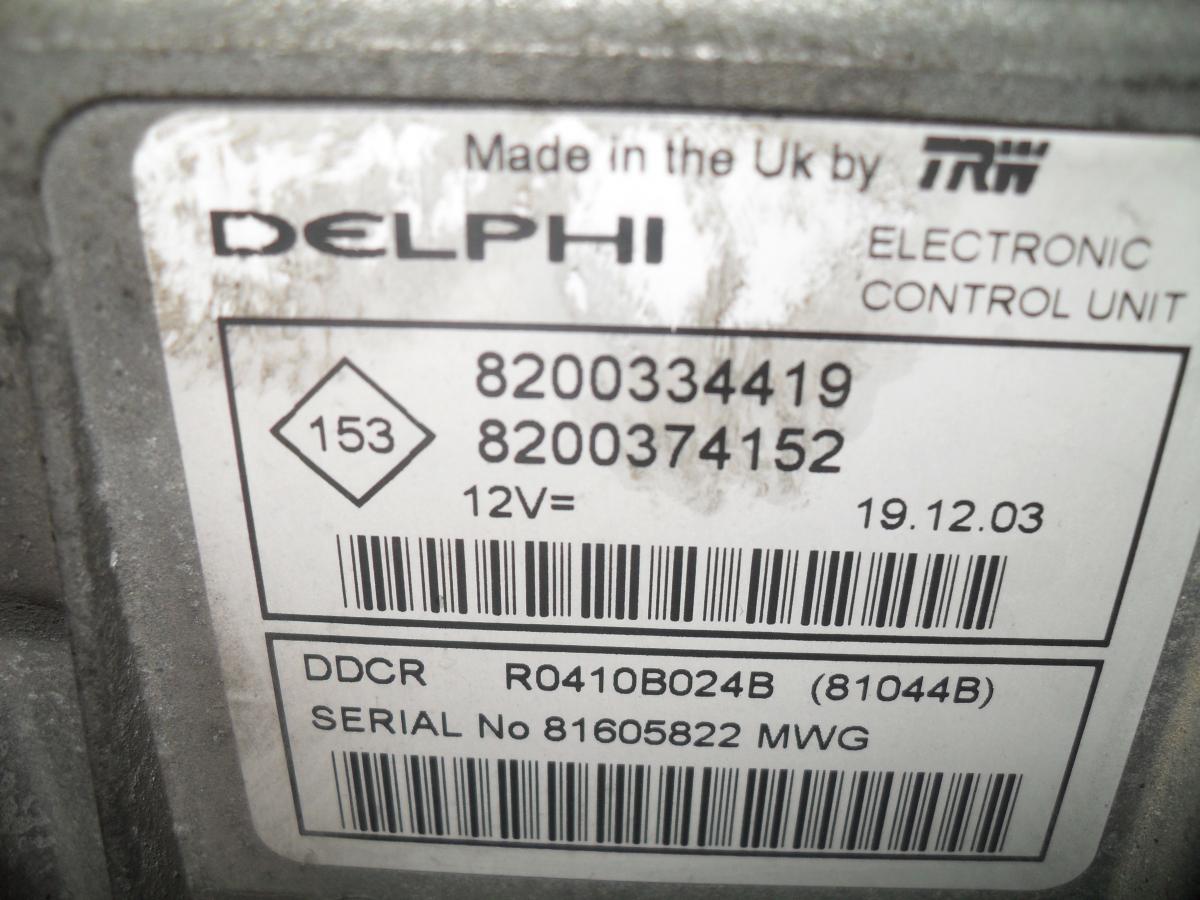 Made in the Uk by TRW
DELPHI
ELECTRONIC
CONTROL UNIT
153
8200334419
8200374152
12V=
19.12.03
DDCR R0410B024B (81044B)
SERIAL No 81605822 MWG